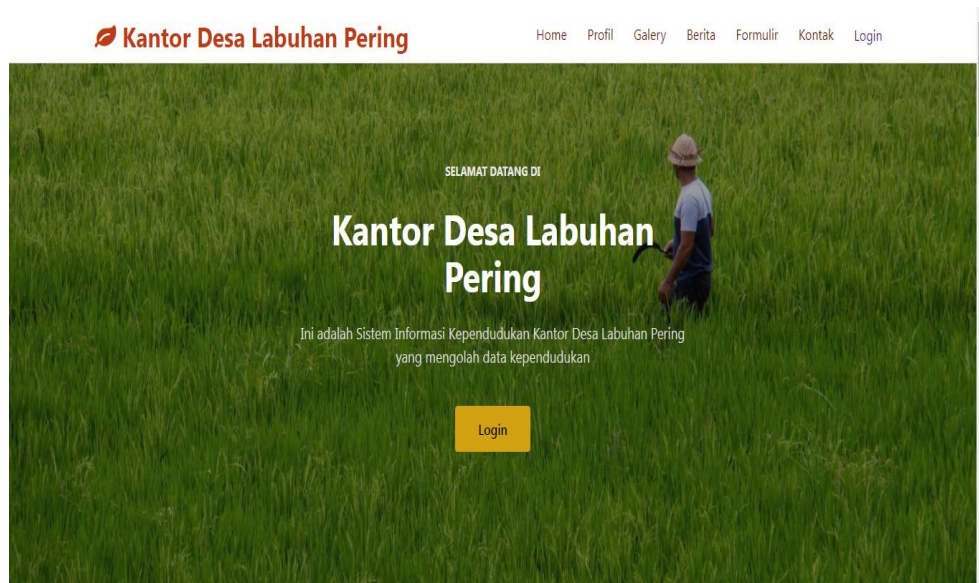 Kantor Desa Labuhan Pering
Home Profil Galery Berita Formulir Kontak Login
SELAMAT DATANG DI
Kantor Desa Labuhan
Pering
Ini adalah Sistem Informasi Kependudukan Kantor Desa Labuhan Pering
yang mengolah data kependudukan
Login